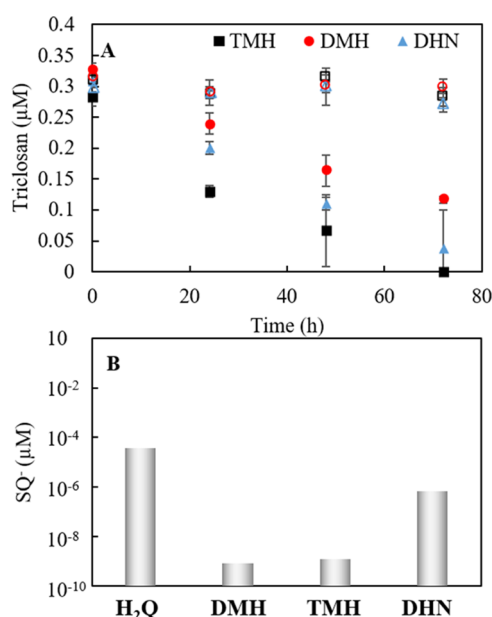 0.4
A
TMH DMH DHN
0.35
0.3
0.25
0.2
0.15
0.1
0.05
0
Triclosan (µM)
0 20 40 60 80
Time (h)
10
B
10⁻²
10⁻⁴
10⁻⁶
10⁻⁸
10⁻¹⁰
SQ⁻ (µM)
H₂Q DMH TMH DHN